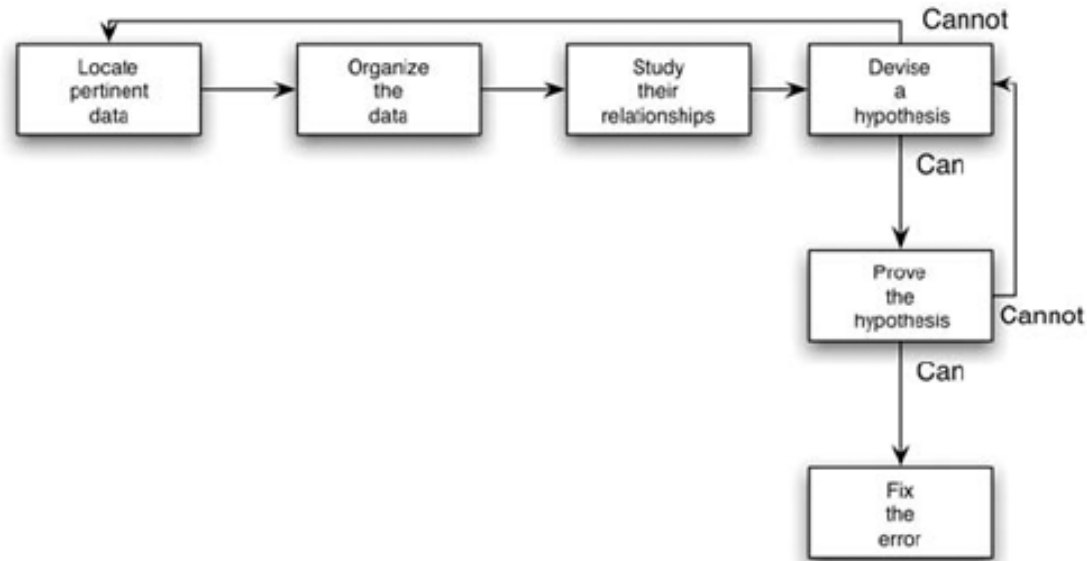 Cannot
Locate
pertinent
data
Organize
the
data
Study
their
relationships
Devise
a
hypothesis
Can
Prove
the
hypothesis
Cannot
Can
Fix
the
error